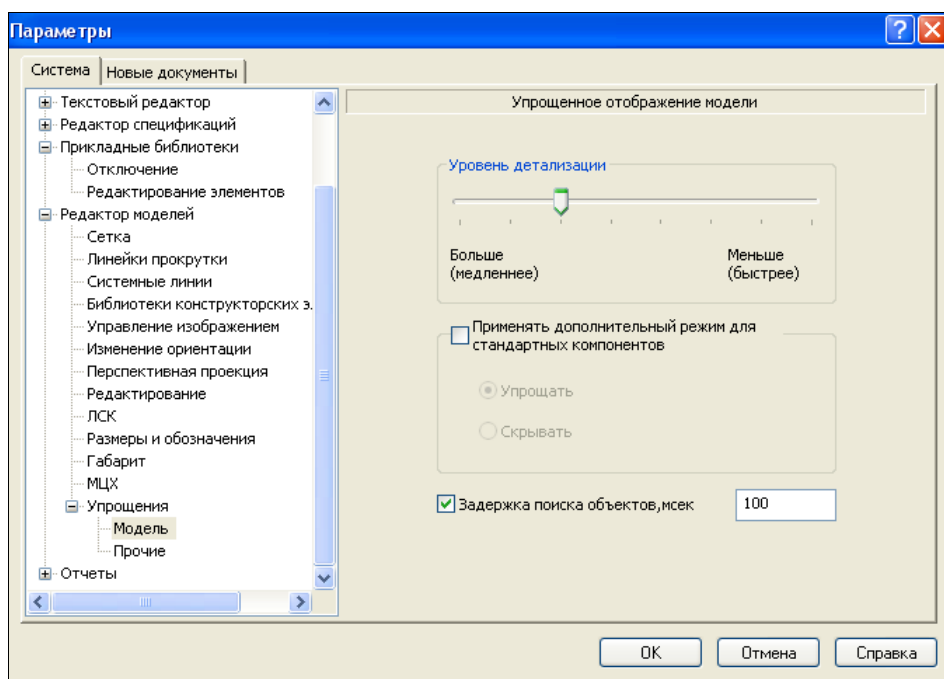 Параметры
Система
Новые документы
Текстовый редактор
Редактор спецификаций
Прикладные библиотеки
Отключение
Редактирование элементов
Редактор моделей
Сетка
Линейки прокрутки
Системные линии
Библиотеки конструкторских э.
Управление изображением
Изменение ориентации
Перспективная проекция
Редактирование
ЛСК
Размеры и обозначения
Габарит
МЦХ
Упрощения
Модель
Прочие
Отчеты
Упрощенное отображение модели
Уровень детализации
Больше
(медленнее)
Меньше
(быстрее)
Применять дополнительный режим для
стандартных компонентов
Упрощать
Скрывать
Задержка поиска объектов,мсек
100
OK
Отмена
Справка